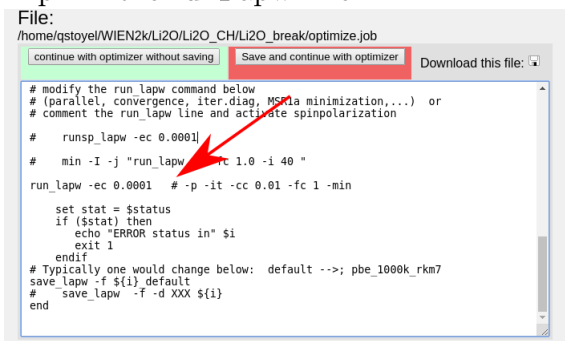 File:
/home/qstoyel/WIEN2k/Li2O/Li2O_CH/Li2O_break/optimize.job
continue with optimizer without saving Save and continue with optimizer Download this file:
# modify the run_lapw command below
# (parallel, convergence, iter.diag, MSR1a minimization,...) or
# comment the run_lapw line and activate spinpolarization
# runsp_lapw -ec 0.0001
# min -I -j "run_lapw 1.0 -i 40 "
run_lapw -ec 0.0001 # -p -it -cc 0.01 -fc 1 -min
set stat = $status
if ($stat) then
echo "ERROR status in" $i
exit 1
endif
# Typically one would change below: default -->; pbe_1000k_rkm7
save_lapw -f ${i}_default
# save_lapw -f -d XXX ${i}
end